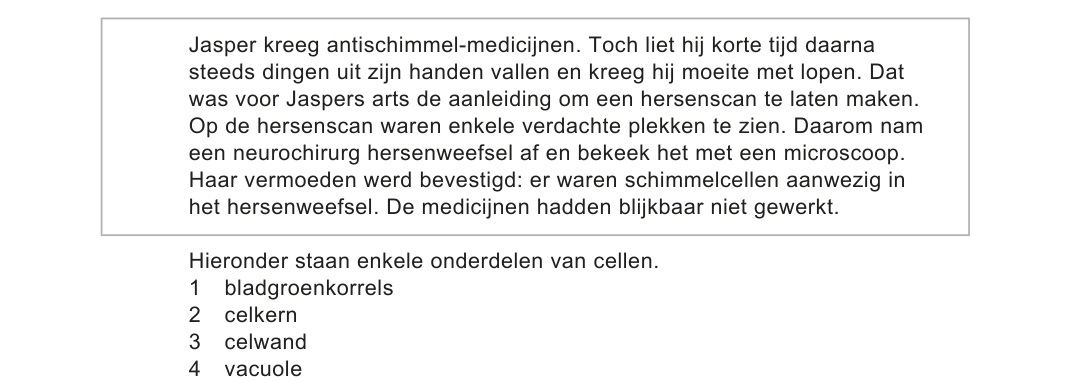 Jasper kreeg antischimmel-medicijnen. Toch liet hij korte tijd daarna
steeds dingen uit zijn handen vallen en kreeg hij moeite met lopen. Dat
was voor Jaspers arts de aanleiding om een hersenscan te laten maken.
Op de hersenscan waren enkele verdachte plekken te zien. Daarom nam
een neurochirurg hersenweefsel af en bekeek het met een microscoop.
Haar vermoeden werd bevestigd: er waren schimmelcellen aanwezig in
het hersenweefsel. De medicijnen hadden blijkbaar niet gewerkt.
Hieronder staan enkele onderdelen van cellen.
1 bladgroenkorrels
2 celkern
3 celwand
4 vacuole